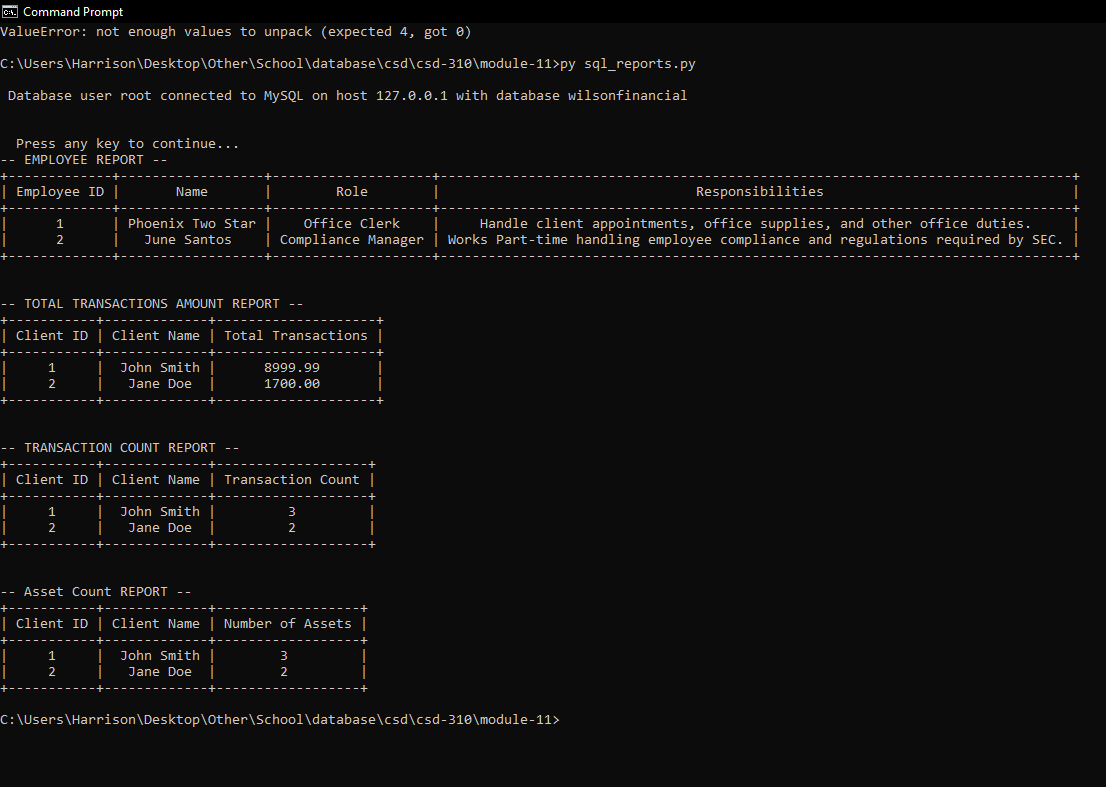 Command Prompt
ValueError: not enough values to unpack (expected 4, got 0)
C:\Users\Harrison\Desktop\Other\School\database\csd\csd-310\module-11>py sql_reports.py
 Database user root connected to MySQL on host 127.0.0.1 with database wilsonfinancial
  Press any key to continue...
-- EMPLOYEE REPORT --
+-------------+------------------+--------------------+-------------------------------------------------------------------------------+
| Employee ID |       Name       |        Role        |                                Responsibilities                               |
+-------------+------------------+--------------------+-------------------------------------------------------------------------------+
|      1      | Phoenix Two Star |    Office Clerk    |     Handle client appointments, office supplies, and other office duties.     |
|      2      |   June Santos    | Compliance Manager | Works Part-time handling employee compliance and regulations required by SEC. |
+-------------+------------------+--------------------+-------------------------------------------------------------------------------+
-- TOTAL TRANSACTIONS AMOUNT REPORT --
+-----------+-------------+--------------------+
| Client ID | Client Name | Total Transactions |
+-----------+-------------+--------------------+
|     1     |  John Smith |      8999.99       |
|     2     |   Jane Doe  |      1700.00       |
+-----------+-------------+--------------------+
-- TRANSACTION COUNT REPORT --
+-----------+-------------+-------------------+
| Client ID | Client Name | Transaction Count |
+-----------+-------------+-------------------+
|     1     |  John Smith |         3         |
|     2     |   Jane Doe  |         2         |
+-----------+-------------+-------------------+
-- Asset Count REPORT --
+-----------+-------------+------------------+
| Client ID | Client Name | Number of Assets |
+-----------+-------------+------------------+
|     1     |  John Smith |        3         |
|     2     |   Jane Doe  |        2         |
+-----------+-------------+------------------+
C:\Users\Harrison\Desktop\Other\School\database\csd\csd-310\module-11>